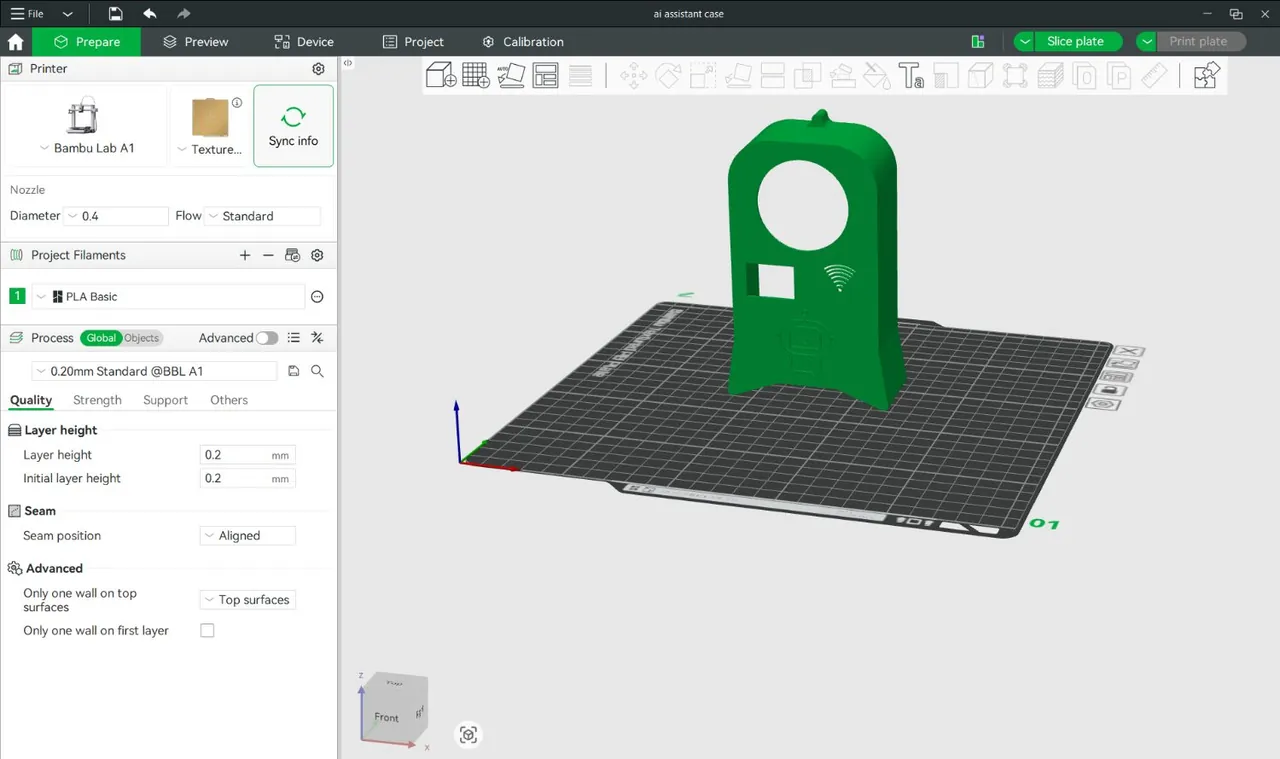 File
ai assistant case
Prepare
Preview
Device
Project
Calibration
Slice plate
Print plate
Printer
Bambu Lab A1
Texture...
Sync info
Nozzle
Diameter
0.4
Flow
Standard
Project Filaments
1
PLA Basic
Process
Global
Objects
Advanced
0.20mm Standard @BBL A1
Quality
Strength
Support
Others
Layer height
Layer height
0.2 mm
Initial layer height
0.2 mm
Seam
Seam position
Aligned
Advanced
Only one wall on top
surfaces
Top surfaces
Only one wall on first layer
01
z
Top
Front
x